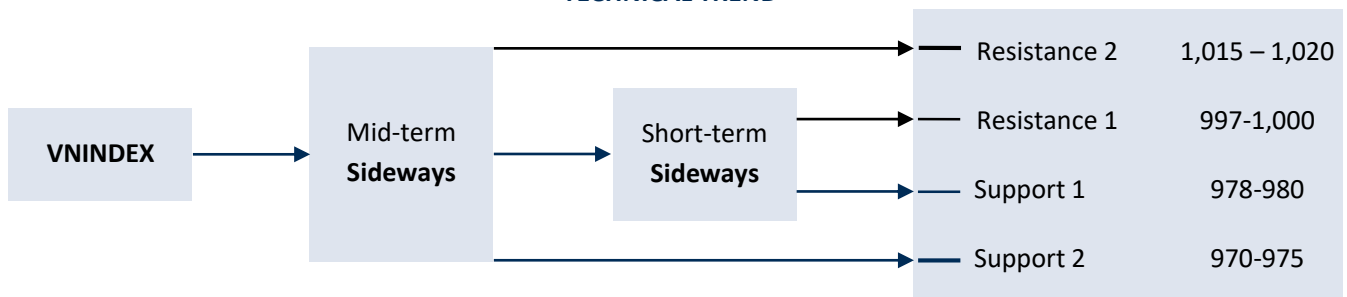 VNINDEX
Mid-term
Sideways
Short-term
Sideways
Resistance 2 1,015 – 1,020
Resistance 1 997-1,000
Support 1 978-980
Support 2 970-975